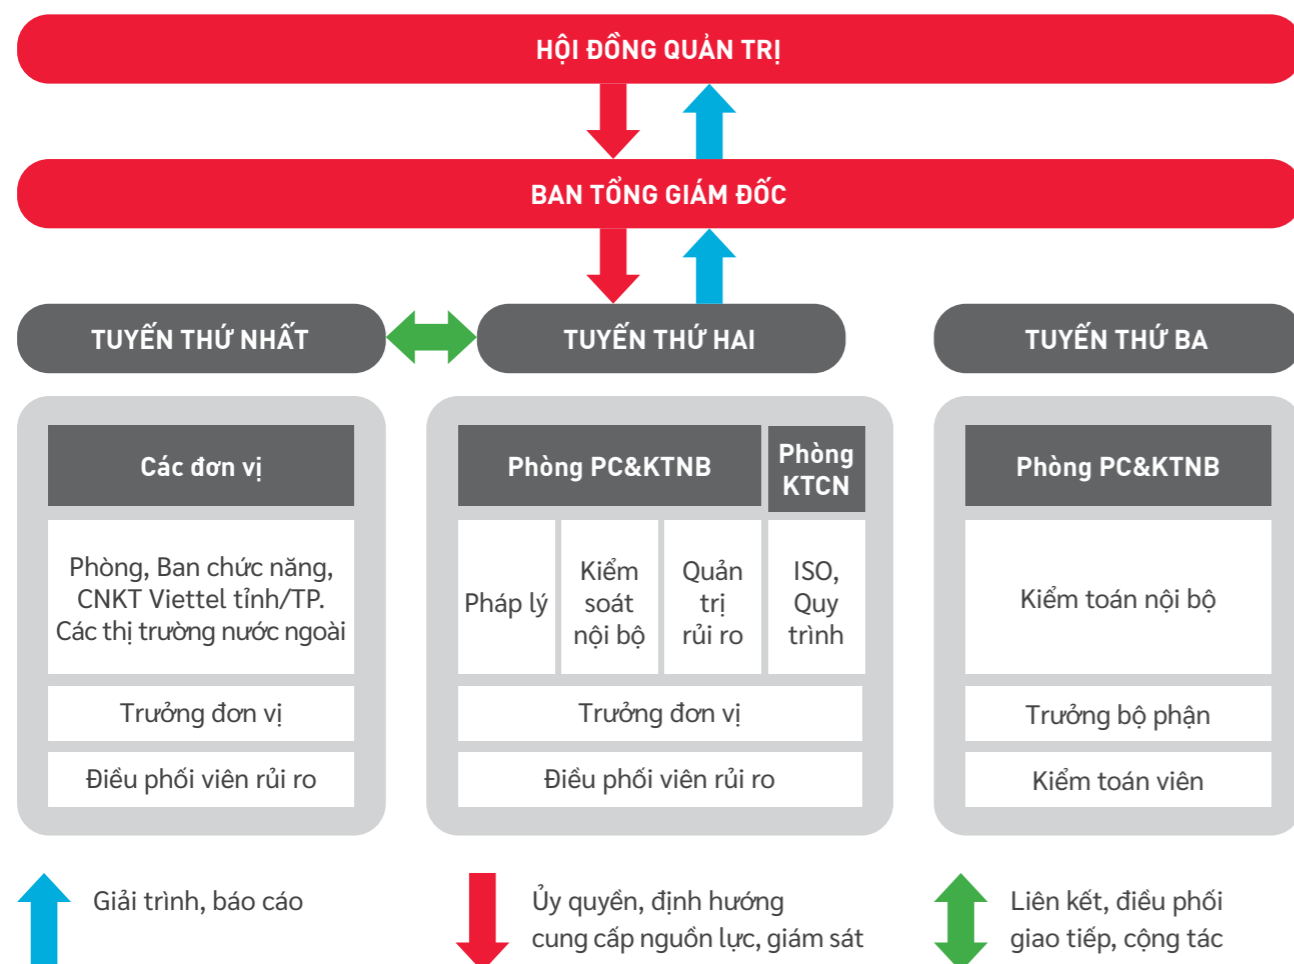 HỘI ĐỒNG QUẢN TRỊ
BAN TỔNG GIÁM ĐỐC
TUYẾN THỨ NHẤT
TUYẾN THỨ HAI
TUYẾN THỨ BA
Các đơn vị
Phòng, Ban chức năng,
CNKT Viettel tỉnh/TP.
Các thị trường nước ngoài
Trưởng đơn vị
Điều phối viên rủi ro
Phòng PC&KTNB
Phòng
KTCN
Pháp lý
Kiểm
soát
nội bộ
Quản
trị
rủi ro
ISO,
Quy
trình
Trưởng đơn vị
Điều phối viên rủi ro
Phòng PC&KTNB
Kiểm toán nội bộ
Trưởng bộ phận
Kiểm toán viên
Giải trình, báo cáo
Ủy quyền, định hướng
cung cấp nguồn lực, giám sát
Liên kết, điều phối
giao tiếp, cộng tác